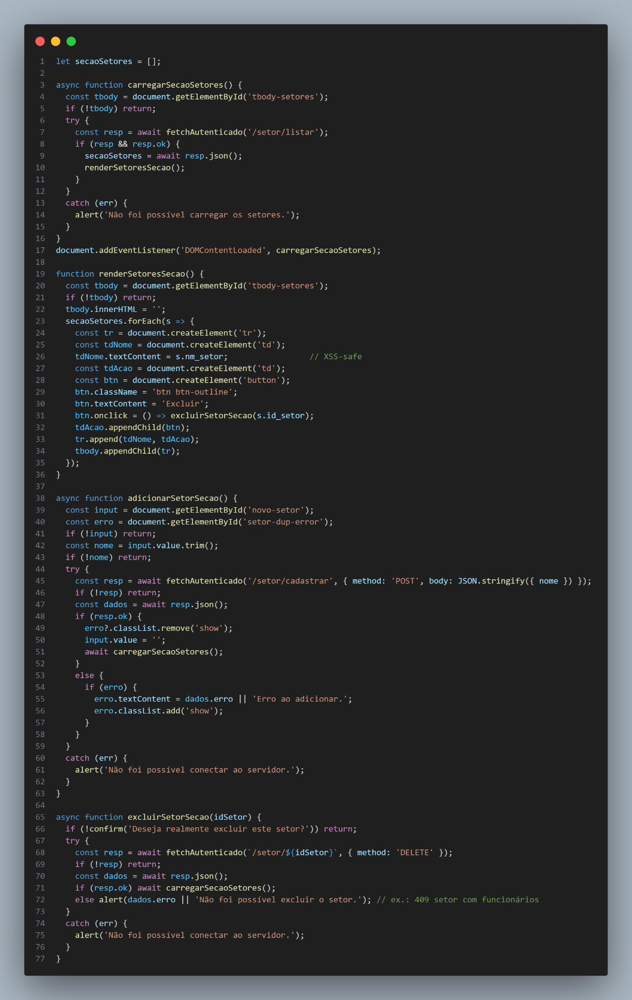 1 let secaoSetores = [];
2
3 async function carregarSecaoSetores() {
4   const tbody = document.getElementById('tbody-setores');
5   if (!tbody) return;
6   try {
7     const resp = await fetchAutenticado('/setor/listar');
8     if (resp && resp.ok) {
9       secaoSetores = await resp.json();
10       renderSetoresSecao();
11     }
12   }
13   catch (err) {
14     alert('Não foi possível carregar os setores.');
15   }
16 }
17 document.addEventListener('DOMContentLoaded', carregarSecaoSetores);
18
19 function renderSetoresSecao() {
20   const tbody = document.getElementById('tbody-setores');
21   if (!tbody) return;
22   tbody.innerHTML = '';
23   secaoSetores.forEach(s => {
24     const tr = document.createElement('tr');
25     const tdNome = document.createElement('td');
26     tdNome.textContent = s.nm_setor;                 // XSS-safe
27     const tdAcao = document.createElement('td');
28     const btn = document.createElement('button');
29     btn.className = 'btn btn-outline';
30     btn.textContent = 'Excluir';
31     btn.onclick = () => excluirSetorSecao(s.id_setor);
32     tdAcao.appendChild(btn);
33     tr.append(tdNome, tdAcao);
34     tbody.appendChild(tr);
35   });
36 }
37
38 async function adicionarSetorSecao() {
39   const input = document.getElementById('novo-setor');
40   const erro = document.getElementById('setor-dup-error');
41   if (!input) return;
42   const nome = input.value.trim();
43   if (!nome) return;
44   try {
45     const resp = await fetchAutenticado('/setor/cadastrar', { method: 'POST', body: JSON.stringify({ nome }) });
46     if (!resp) return;
47     const dados = await resp.json();
48     if (resp.ok) {
49       erro?.classList.remove('show');
50       input.value = '';
51       await carregarSecaoSetores();
52     }
53     else {
54       if (erro) {
55         erro.textContent = dados.erro || 'Erro ao adicionar.';
56         erro.classList.add('show');
57       }
58     }
59   }
60   catch (err) {
61     alert('Não foi possível conectar ao servidor.');
62   }
63 }
64
65 async function excluirSetorSecao(idSetor) {
66   if (!confirm('Deseja realmente excluir este setor?')) return;
67   try {
68     const resp = await fetchAutenticado(`/setor/${idSetor}`, { method: 'DELETE' });
69     if (!resp) return;
70     const dados = await resp.json();
71     if (resp.ok) await carregarSecaoSetores();
72     else alert(dados.erro || 'Não foi possível excluir o setor.'); // ex.: 409 setor com funcionários
73   }
74   catch (err) {
75     alert('Não foi possível conectar ao servidor.');
76   }
77 }